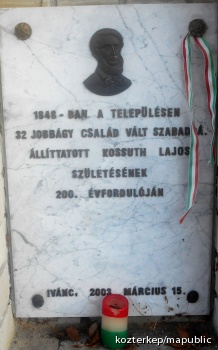 1848 - BAN A TELEPÜLÉSEN
32 JOBBÁGY CSALÁD VÁLT SZABADDÁ.
ÁLLÍTTATOTT KOSSUTH LAJOS
SZÜLETÉSÉNEK
200. ÉVFORDULÓJÁN
IVÁNC, 2003 MÁRCIUS 15.
kozterkep/mapublic